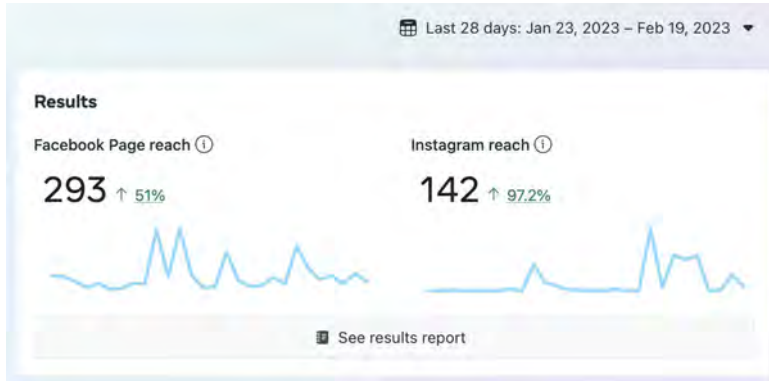 Last 28 days: Jan 23, 2023 – Feb 19, 2023
Results
Facebook Page reach
293 ↑ 51%
Instagram reach
142 ↑ 97.2%
See results report